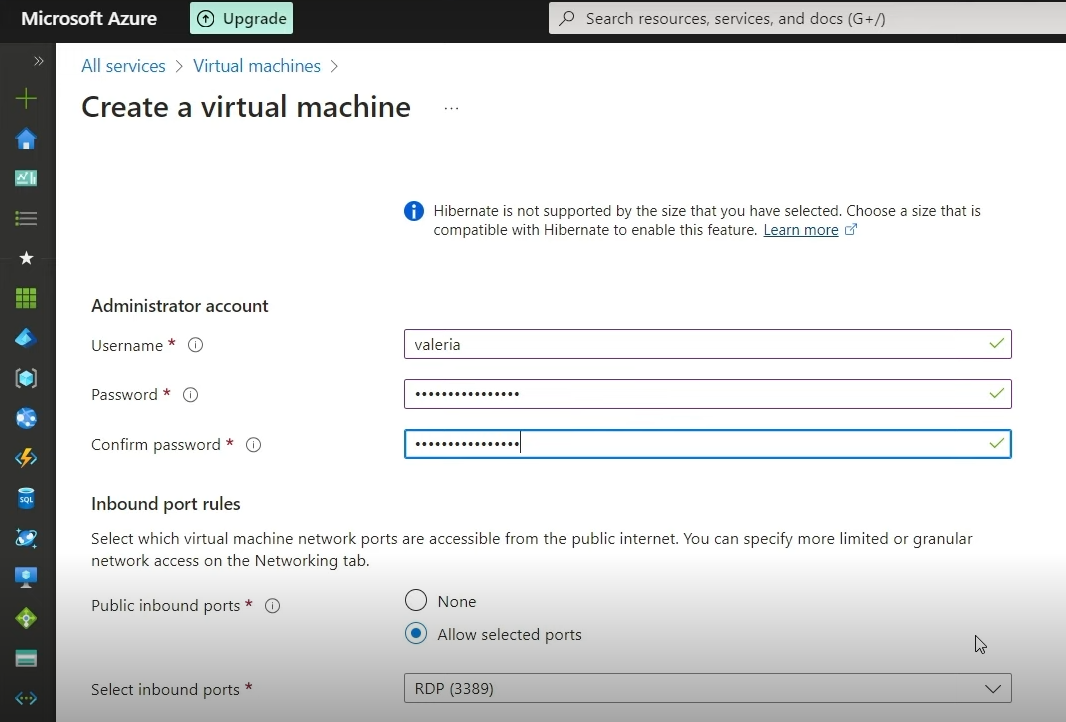 Microsoft Azure
Upgrade
Search resources, services, and docs (G+/)
All services > Virtual machines >
Create a virtual machine ...
Hibernate is not supported by the size that you have selected. Choose a size that is
compatible with Hibernate to enable this feature. Learn more
Administrator account
Username *
valeria
Password *
••••••••••••••••
Confirm password *
••••••••••••••••
Inbound port rules
Select which virtual machine network ports are accessible from the public internet. You can specify more limited or granular
network access on the Networking tab.
Public inbound ports *
None
Allow selected ports
Select inbound ports *
RDP (3389)
SQL